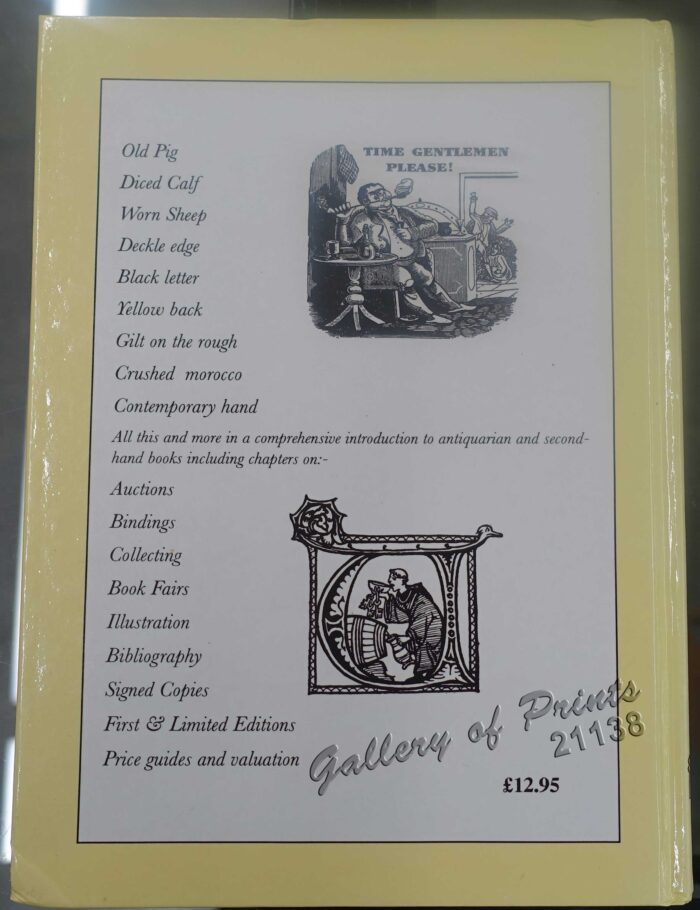 Old Pig
TIME GENTLEMEN
PLEASE!
Diced Calf
Worn Sheep
Deckle edge
Black letter
Yellow back
Gilt on the rough
Crushed morocco
Contemporary hand
All this and more in a comprehensive introduction to antiquarian and second-
hand books including chapters on:-
Auctions
Bindings
Collecting
Book Fairs
Illustration
Bibliography
Signed Copies
First & Limited Editions
Price guides and valuation
Gallery of Prints
21138
£12.95